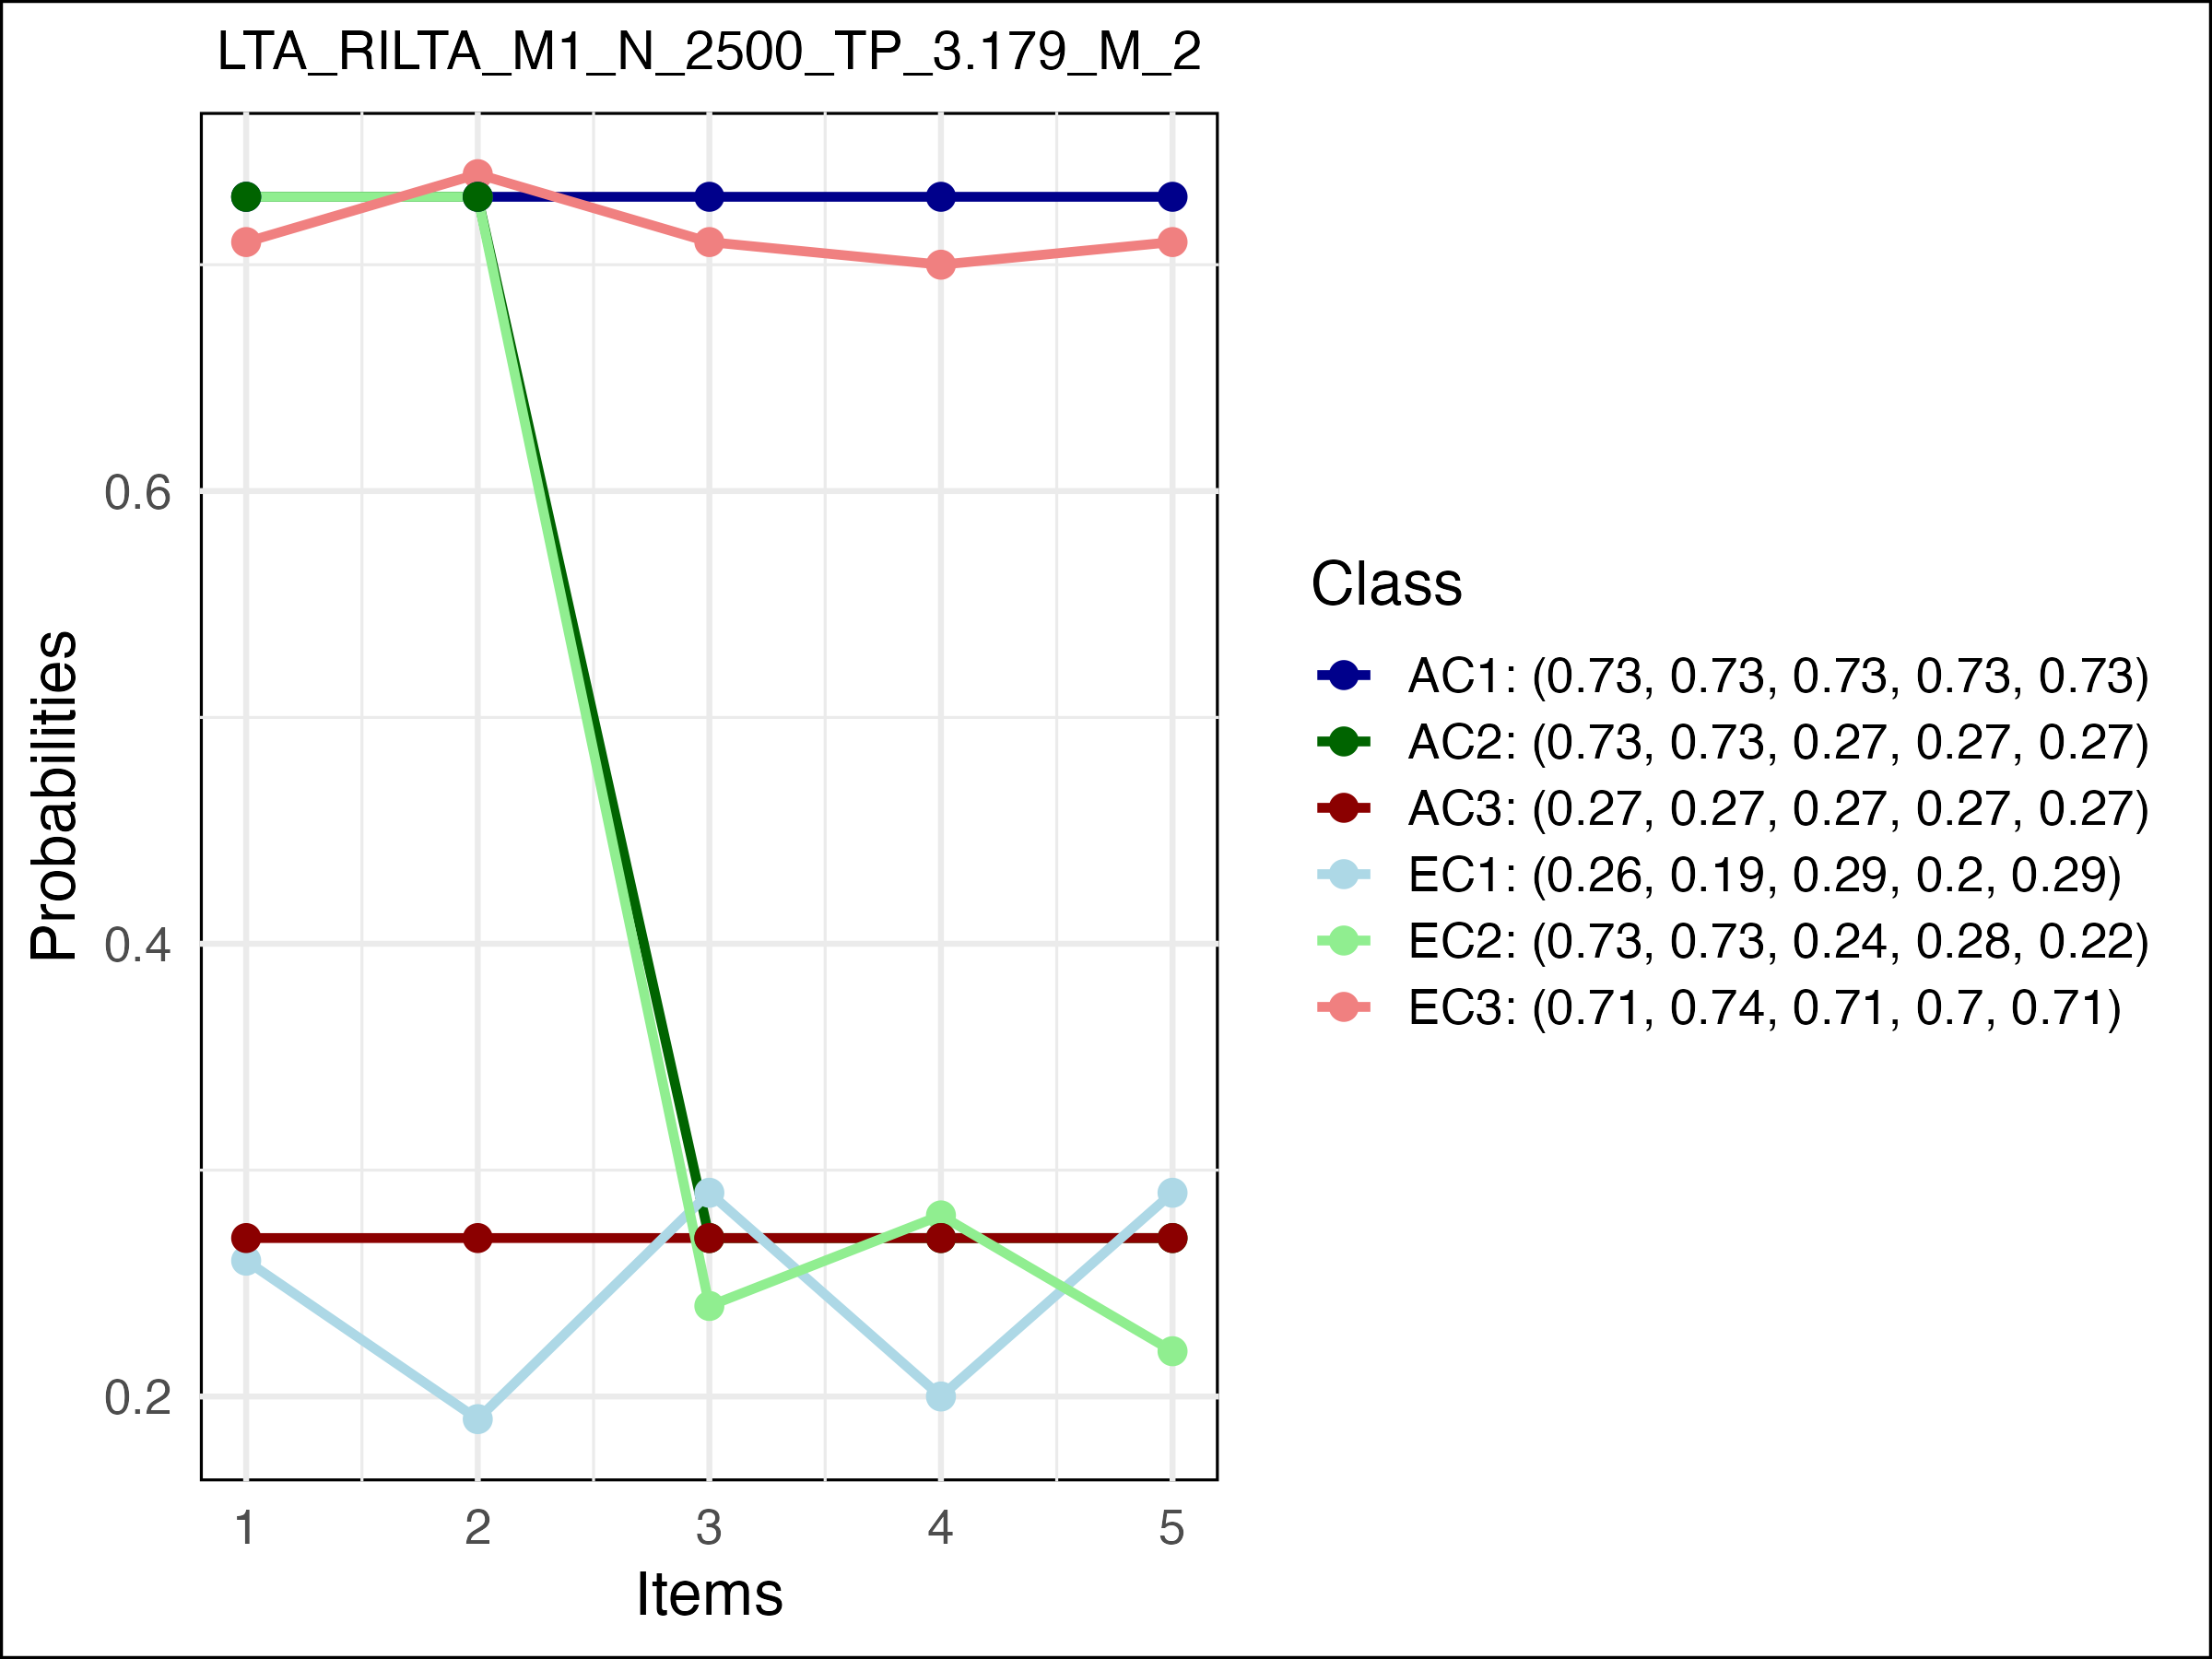 LTA_RILTA_M1_N_2500_TP_3.179_M_2
Probabilities
0.6
0.4
0.2
1 2 3 4 5
Items
Class
AC1: (0.73, 0.73, 0.73, 0.73, 0.73)
AC2: (0.73, 0.73, 0.27, 0.27, 0.27)
AC3: (0.27, 0.27, 0.27, 0.27, 0.27)
EC1: (0.26, 0.19, 0.29, 0.2, 0.29)
EC2: (0.73, 0.73, 0.24, 0.28, 0.22)
EC3: (0.71, 0.74, 0.71, 0.7, 0.71)